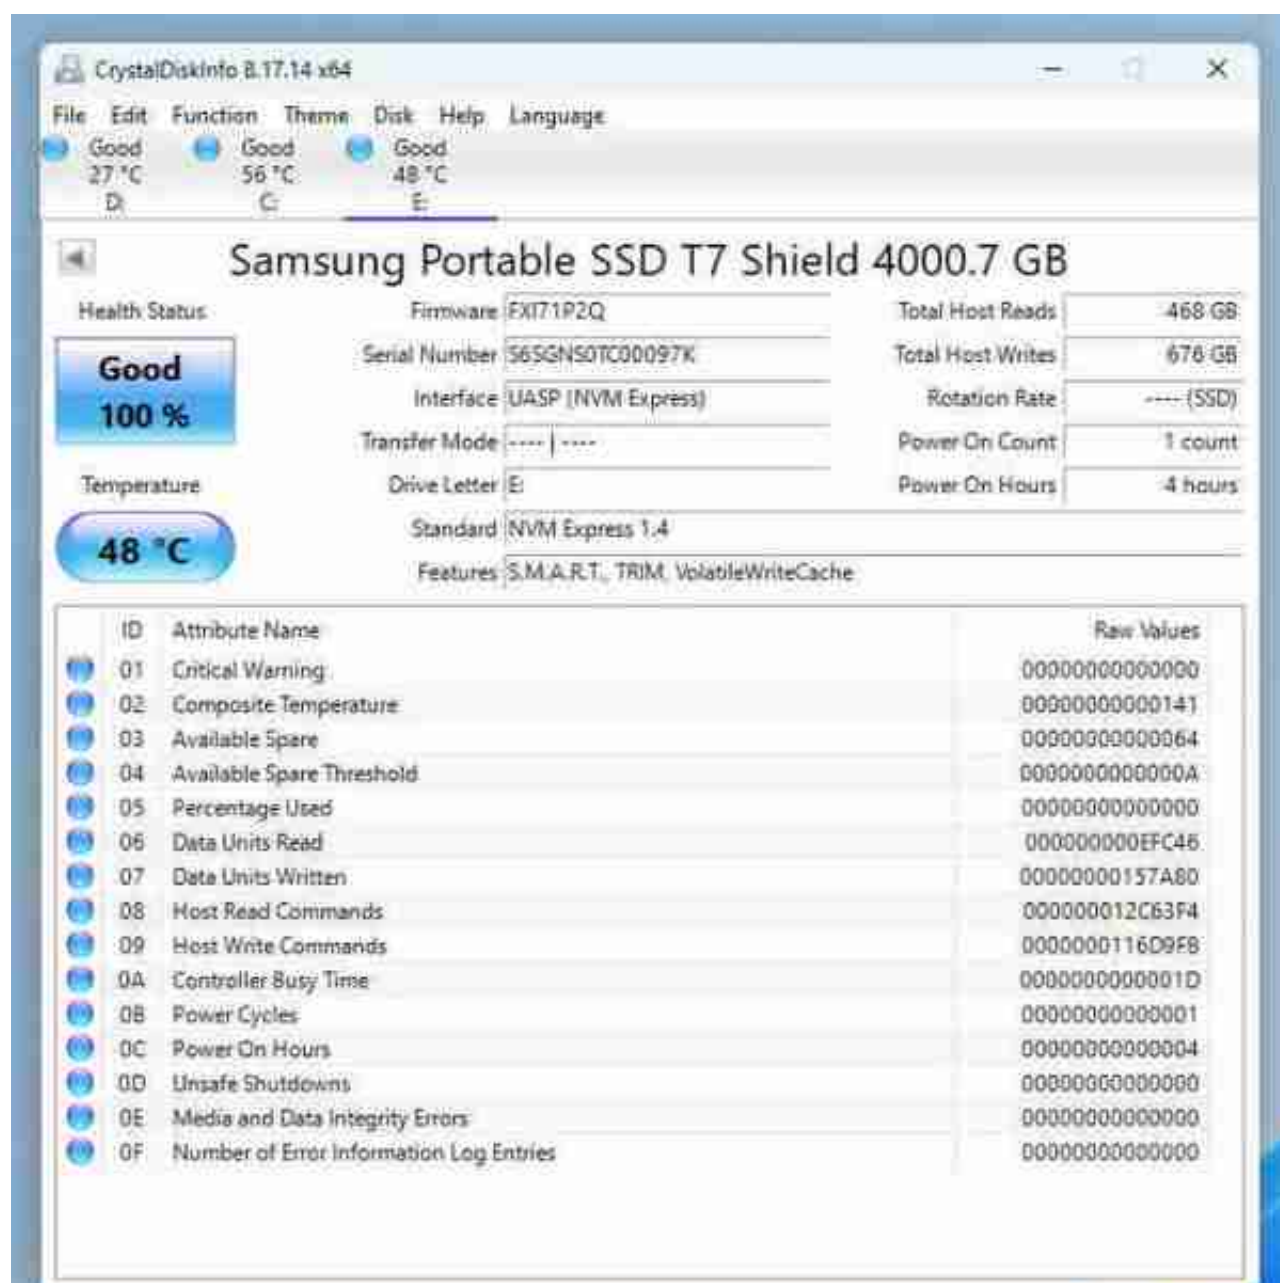 CrystalDiskInfo 8.17.14 x64
File Edit Function Theme Disk Help Language
Good Good Good
27 °C 56 °C 48 °C
D: C: E:
Samsung Portable SSD T7 Shield 4000.7 GB
Health Status
Good
100 %
Temperature
48 °C
Firmware FXI71P2Q
Serial Number S6SGNS0TC00097K
Interface UASP (NVM Express)
Transfer Mode ---- | ----
Drive Letter E:
Standard NVM Express 1.4
Features S.M.A.R.T., TRIM, VolatileWriteCache
Total Host Reads 468 GB
Total Host Writes 676 GB
Rotation Rate ---- (SSD)
Power On Count 1 count
Power On Hours 4 hours
ID Attribute Name Raw Values
01 Critical Warning 00000000000000
02 Composite Temperature 00000000000141
03 Available Spare 00000000000064
04 Available Spare Threshold 0000000000000A
05 Percentage Used 00000000000000
06 Data Units Read 000000000EFC46
07 Data Units Written 00000000157A80
08 Host Read Commands 000000012C63F4
09 Host Write Commands 0000000116D9FB
0A Controller Busy Time 0000000000001D
0B Power Cycles 00000000000001
0C Power On Hours 00000000000004
0D Unsafe Shutdowns 00000000000000
0E Media and Data Integrity Errors 00000000000000
0F Number of Error Information Log Entries 00000000000000